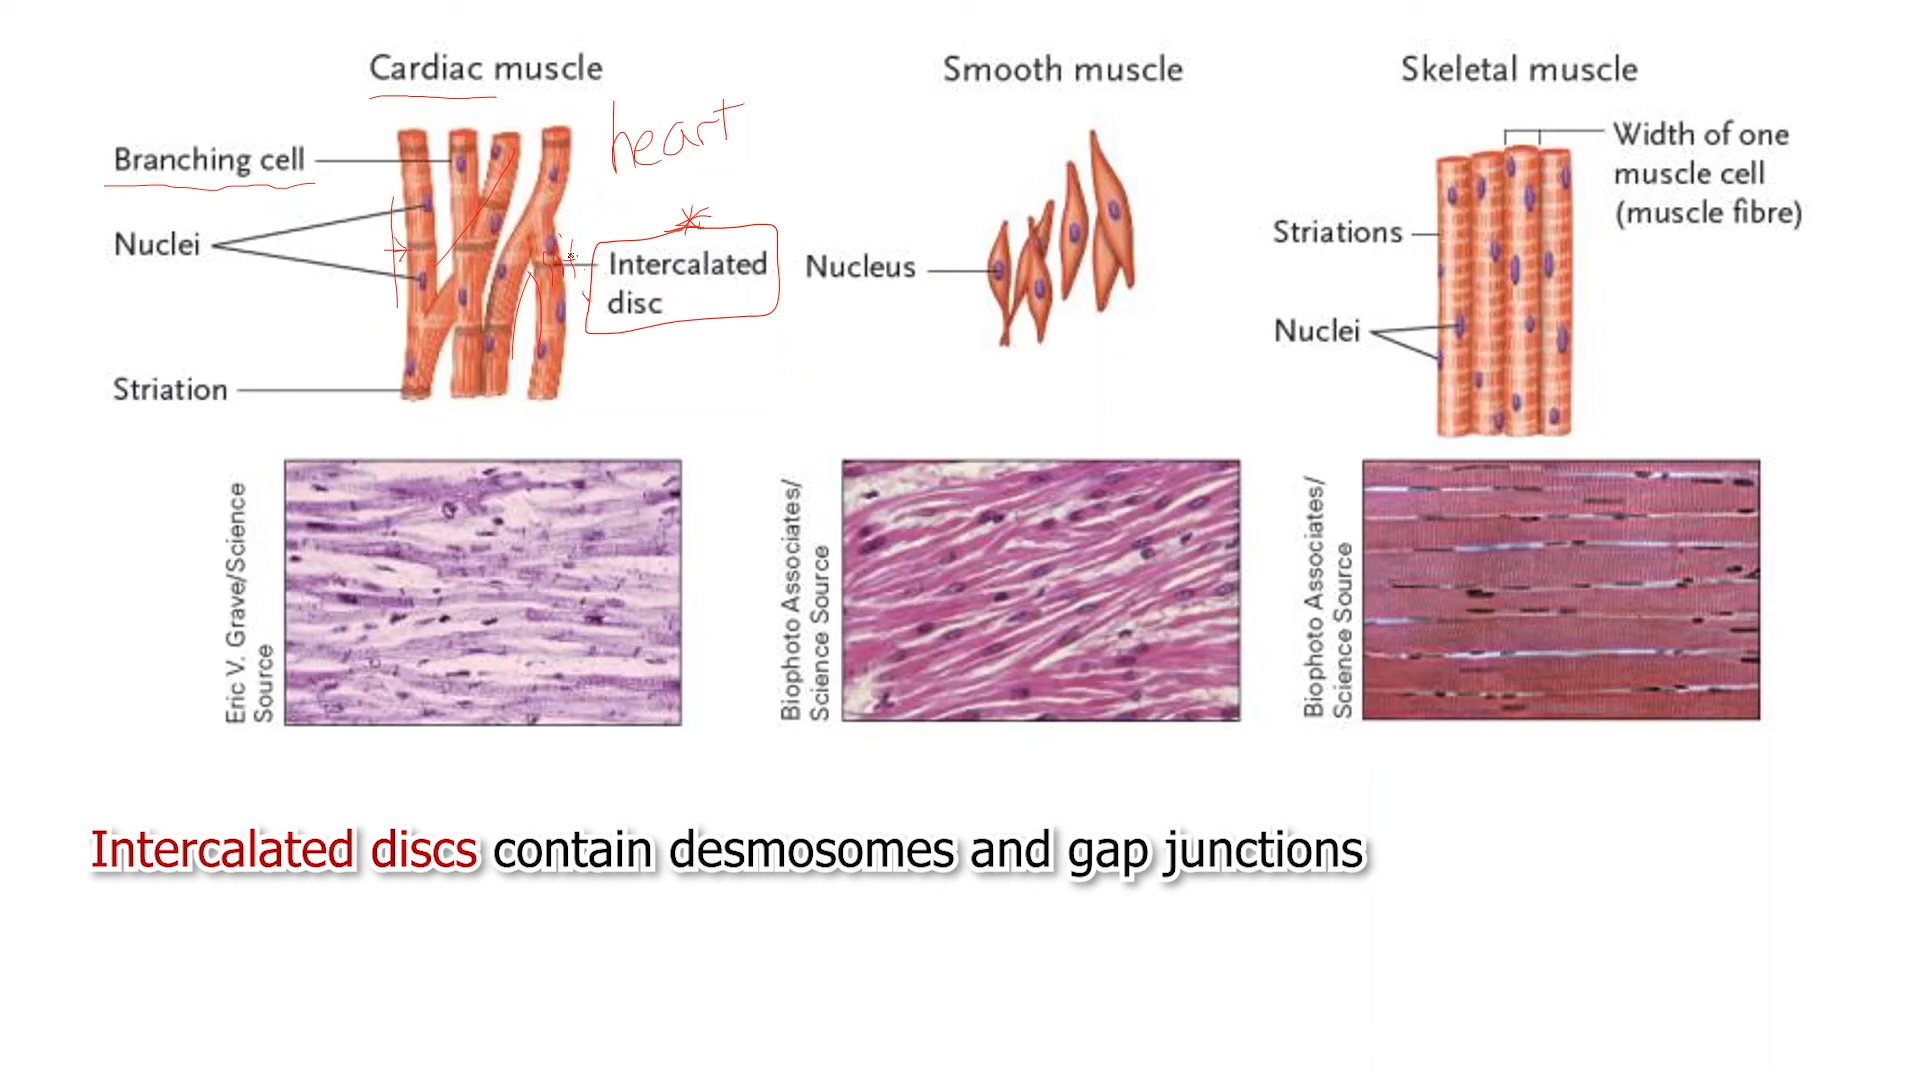 Cardiac muscle
heart
Branching cell
Nuclei
Intercalated
disc
Striation
Eric V. Grave/Science
Source
Smooth muscle
Nucleus
Biophoto Associates/
Science Source
Skeletal muscle
Width of one
muscle cell
(muscle fibre)
Striations
Nuclei
Biophoto Associates/
Science Source
Intercalated discs contain desmosomes and gap junctions